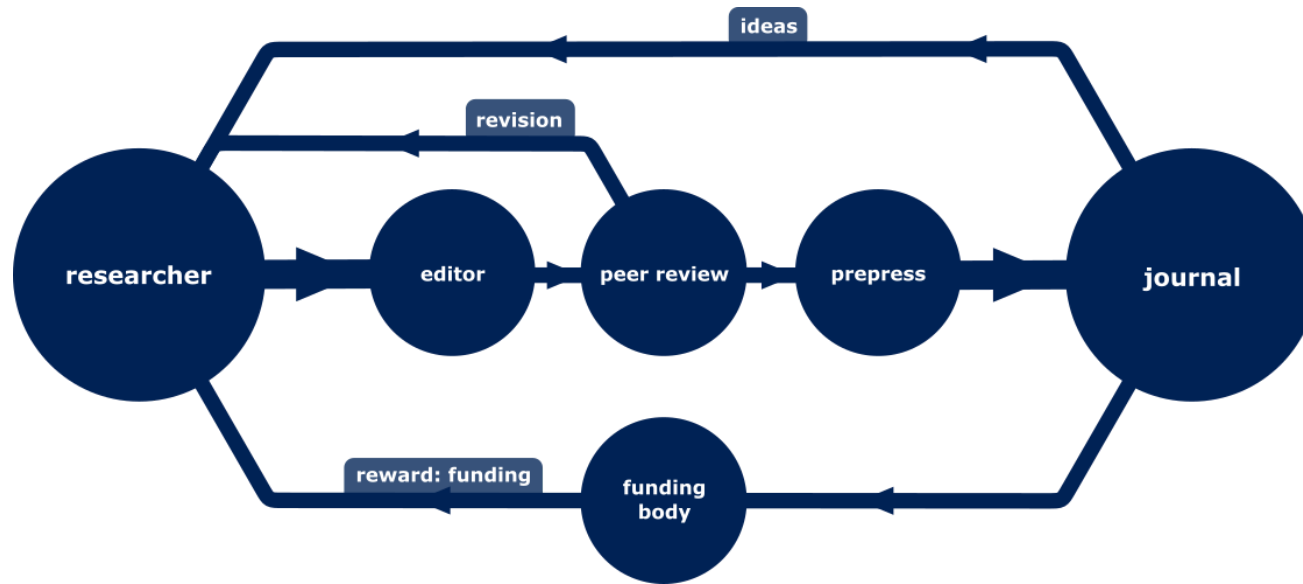 ideas
revision
researcher
editor
peer review
prepress
journal
reward: funding
funding
body